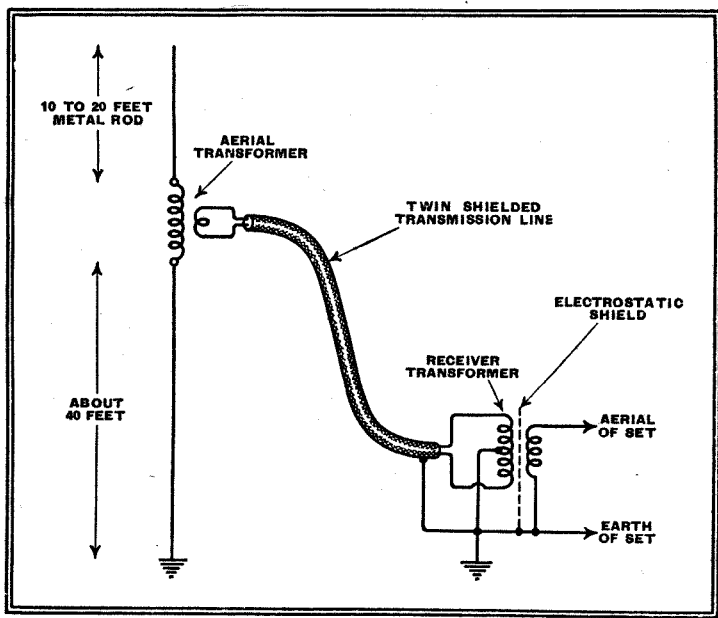 10 TO 20 FEET
METAL ROD
AERIAL
TRANSFORMER
TWIN SHIELDED
TRANSMISSION LINE
ELECTROSTATIC
SHIELD
RECEIVER
TRANSFORMER
ABOUT
40 FEET
AERIAL
OF SET
EARTH
OF SET